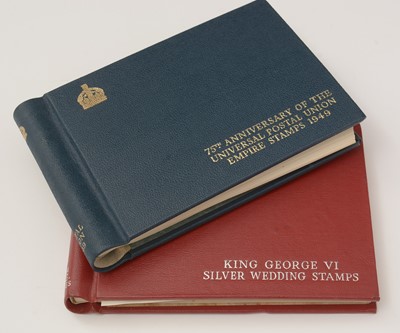 75TH ANNIVERSARY OF THE
UNIVERSAL POSTAL UNION
EMPIRE STAMPS 1949
KING GEORGE VI
SILVER WEDDING STAMPS